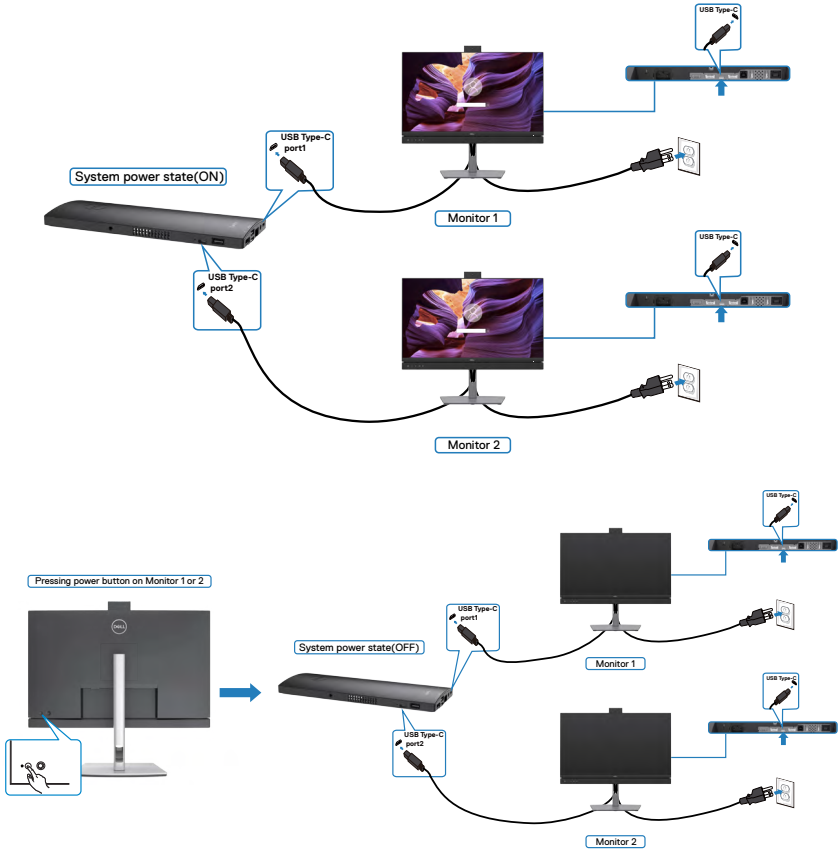 USB Type-C
USB Type-C
port1
System power state(ON)
Monitor 1
USB Type-C
USB Type-C
port2
Monitor 2
USB Type-C
Pressing power button on Monitor 1 or 2
DELL
USB Type-C
port1
System power state(OFF)
Monitor 1
USB Type-C
USB Type-C
port2
Monitor 2